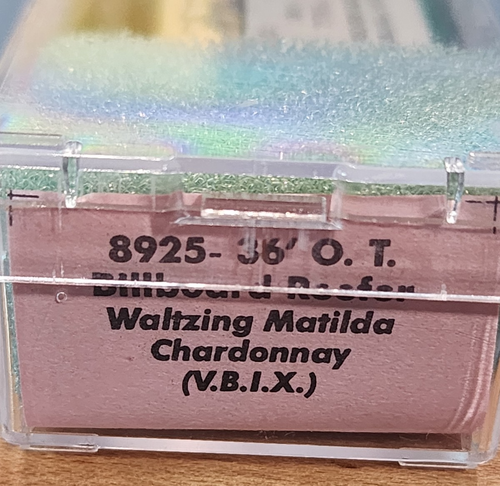 8925- 36' O. T.
Billboard Reefer
Waltzing Matilda
Chardonnay
(V.B.I.X.)